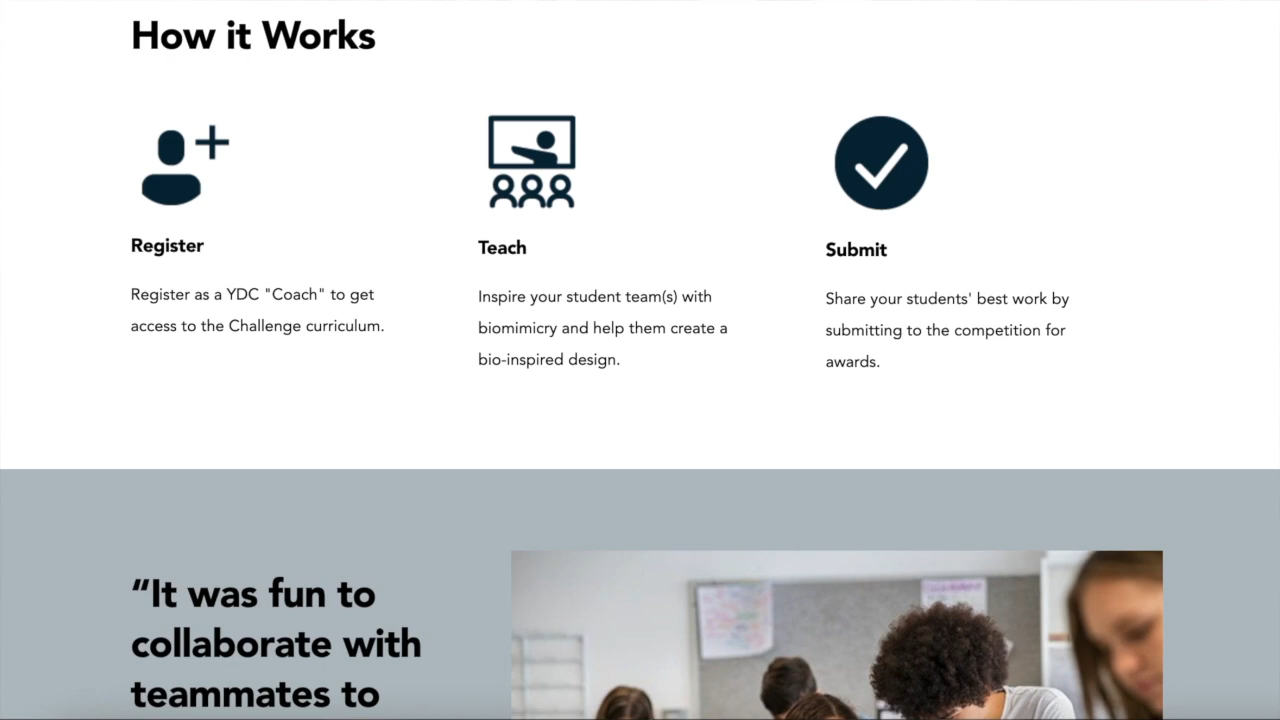 How it Works
Register
Register as a YDC "Coach" to get
access to the Challenge curriculum.
Teach
Inspire your student team(s) with
biomimicry and help them create a
bio-inspired design.
Submit
Share your students' best work by
submitting to the competition for
awards.
“It was fun to
collaborate with
teammates to